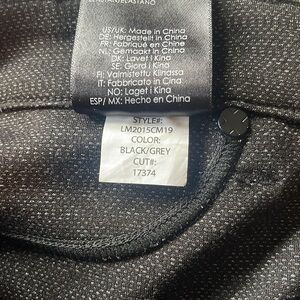 US/UK: Made in China
DE: Hergestellt in China
FR: Fabriqué en Chine
NL: Gemaakt in China
DK: Lavet i Kina
SE: Gjord i Kina
FI: Valmistettu Kiinassa
IT: Fabbricato in Cina
NO: Laget i Kina
ESP/ MX: Hecho en China
STYLE#:
LM2015CM19
COLOR:
BLACK/GREY
CUT#:
17374